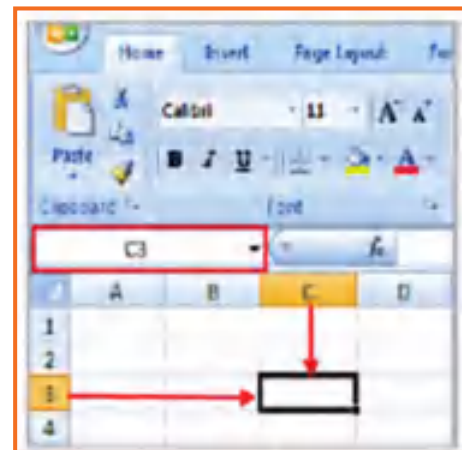 Home Insert Page Layout
Calibri 11 A A
Paste B I U A
Clipboard Font
C3 fx
A B C D
1
2
3
4